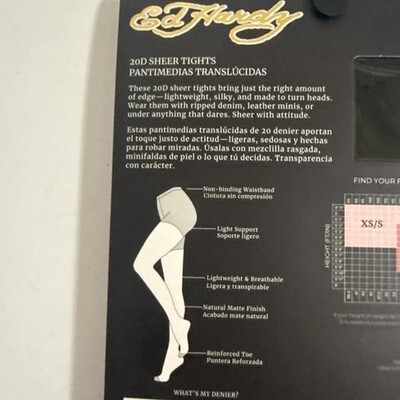 Ed Hardy
20D SHEER TIGHTS
PANTIMEDIAS TRANSLÚCIDAS
These 20D sheer tights bring just the right amount
of edge—lightweight, silky, and made to turn heads.
Wear them with ripped denim, leather minis, or
under anything that dares. Sheer with attitude.
Estas pantimedias translúcidas de 20 denier aportan
el toque justo de actitud—ligeras, sedosas y hechas
para robar miradas. Úsalas con mezclilla rasgada,
minifaldas de piel o lo que tú decidas. Transparencia
con carácter.
Non-binding Waistband
Cintura sin compresión
Light Support
Soporte ligero
Lightweight & Breathable
Ligera y transpirable
Natural Matte Finish
Acabado mate natural
Reinforced Toe
Puntera Reforzada
WHAT'S MY DENIER?
FIND YOUR
HEIGHT (FT/IN)
XS/S